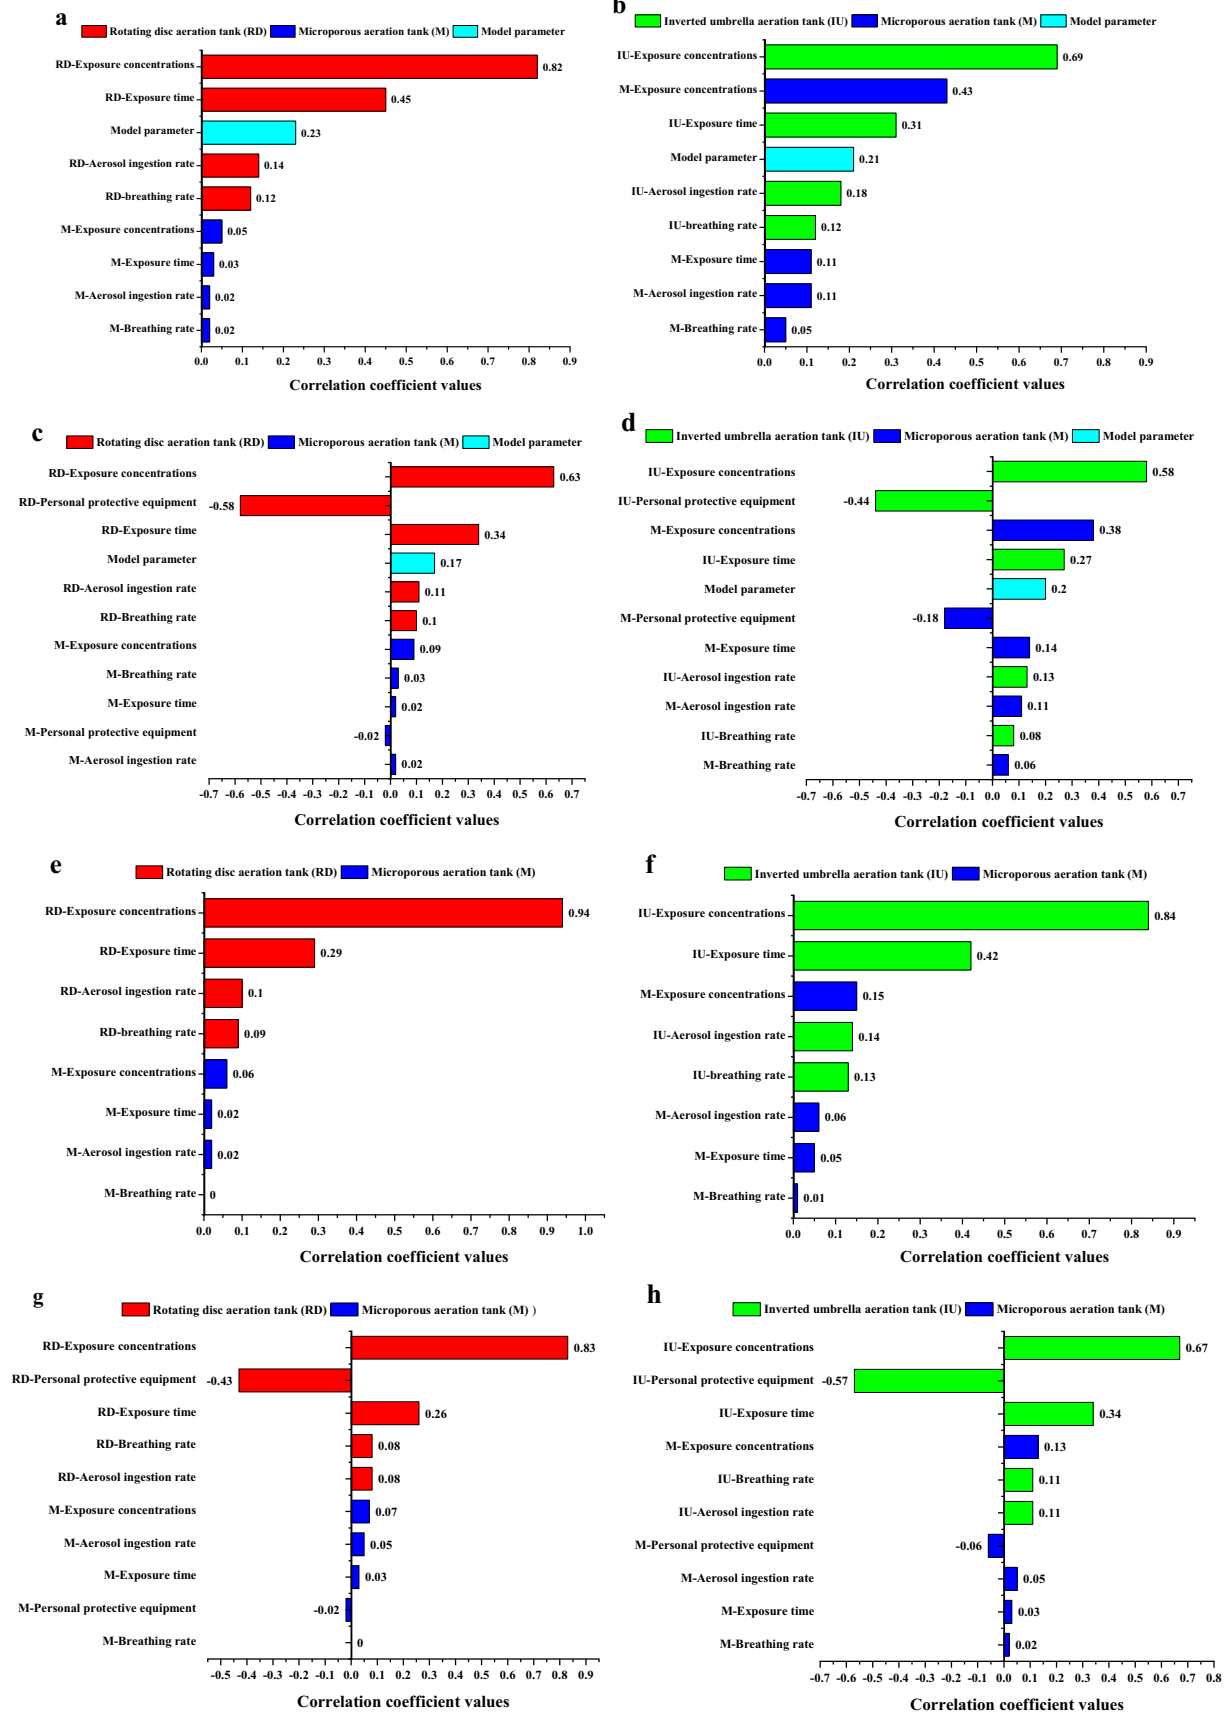 a
Rotating disc aeration tank (RD) Microporous aeration tank (M) Model parameter
RD-Exposure concentrations 0.82
RD-Exposure time 0.45
Model parameter 0.23
RD-Aerosol ingestion rate 0.14
RD-breathing rate 0.12
M-Exposure concentrations 0.05
M-Exposure time 0.03
M-Aerosol ingestion rate 0.02
M-Breathing rate 0.02
0.0 0.1 0.2 0.3 0.4 0.5 0.6 0.7 0.8 0.9
Correlation coefficient values
b
Inverted umbrella aeration tank (IU) Microporous aeration tank (M) Model parameter
IU-Exposure concentrations 0.69
M-Exposure concentrations 0.43
IU-Exposure time 0.31
Model parameter 0.21
IU-Aerosol ingestion rate 0.18
IU-breathing rate 0.12
M-Exposure time 0.11
M-Aerosol ingestion rate 0.11
M-Breathing rate 0.05
0.0 0.1 0.2 0.3 0.4 0.5 0.6 0.7 0.8 0.9
Correlation coefficient values
c
Rotating disc aeration tank (RD) Microporous aeration tank (M) Model parameter
RD-Exposure concentrations 0.63
RD-Personal protective equipment -0.58
RD-Exposure time 0.34
Model parameter 0.17
RD-Aerosol ingestion rate 0.11
RD-Breathing rate 0.1
M-Exposure concentrations 0.09
M-Breathing rate 0.03
M-Exposure time 0.02
M-Personal protective equipment -0.02
M-Aerosol ingestion rate 0.02
-0.7 -0.6 -0.5 -0.4 -0.3 -0.2 -0.1 0.0 0.1 0.2 0.3 0.4 0.5 0.6 0.7
Correlation coefficient values
d
Inverted umbrella aeration tank (IU) Microporous aeration tank (M) Model parameter
IU-Exposure concentrations 0.58
IU-Personal protective equipment -0.44
M-Exposure concentrations 0.38
IU-Exposure time 0.27
Model parameter 0.2
M-Personal protective equipment -0.18
M-Exposure time 0.14
IU-Aerosol ingestion rate 0.13
M-Aerosol ingestion rate 0.11
IU-Breathing rate 0.08
M-Breathing rate 0.06
-0.7 -0.6 -0.5 -0.4 -0.3 -0.2 -0.1 0.0 0.1 0.2 0.3 0.4 0.5 0.6 0.7
Correlation coefficient values
e
Rotating disc aeration tank (RD) Microporous aeration tank (M)
RD-Exposure concentrations 0.94
RD-Exposure time 0.29
RD-Aerosol ingestion rate 0.1
RD-breathing rate 0.09
M-Exposure concentrations 0.06
M-Exposure time 0.02
M-Aerosol ingestion rate 0.02
M-Breathing rate 0
0.0 0.1 0.2 0.3 0.4 0.5 0.6 0.7 0.8 0.9 1.0
Correlation coefficient values
f
Inverted umbrella aeration tank (IU) Microporous aeration tank (M)
IU-Exposure concentrations 0.84
IU-Exposure time 0.42
M-Exposure concentrations 0.15
IU-Aerosol ingestion rate 0.14
IU-breathing rate 0.13
M-Aerosol ingestion rate 0.06
M-Exposure time 0.05
M-Breathing rate 0.01
0.0 0.1 0.2 0.3 0.4 0.5 0.6 0.7 0.8 0.9
Correlation coefficient values
g
Rotating disc aeration tank (RD) Microporous aeration tank (M) )
RD-Exposure concentrations 0.83
RD-Personal protective equipment -0.43
RD-Exposure time 0.26
RD-Breathing rate 0.08
RD-Aerosol ingestion rate 0.08
M-Exposure concentrations 0.07
M-Aerosol ingestion rate 0.05
M-Exposure time 0.03
M-Personal protective equipment -0.02
M-Breathing rate 0
-0.5 -0.4 -0.3 -0.2 -0.1 0.0 0.1 0.2 0.3 0.4 0.5 0.6 0.7 0.8 0.9
Correlation coefficient values
h
Inverted umbrella aeration tank (IU) Microporous aeration tank (M)
IU-Exposure concentrations 0.67
IU-Personal protective equipment -0.57
IU-Exposure time 0.34
M-Exposure concentrations 0.13
IU-Breathing rate 0.11
IU-Aerosol ingestion rate 0.11
M-Personal protective equipment -0.06
M-Aerosol ingestion rate 0.05
M-Exposure time 0.03
M-Breathing rate 0.02
-0.7 -0.6 -0.5 -0.4 -0.3 -0.2 -0.1 0.0 0.1 0.2 0.3 0.4 0.5 0.6 0.7 0.8
Correlation coefficient values